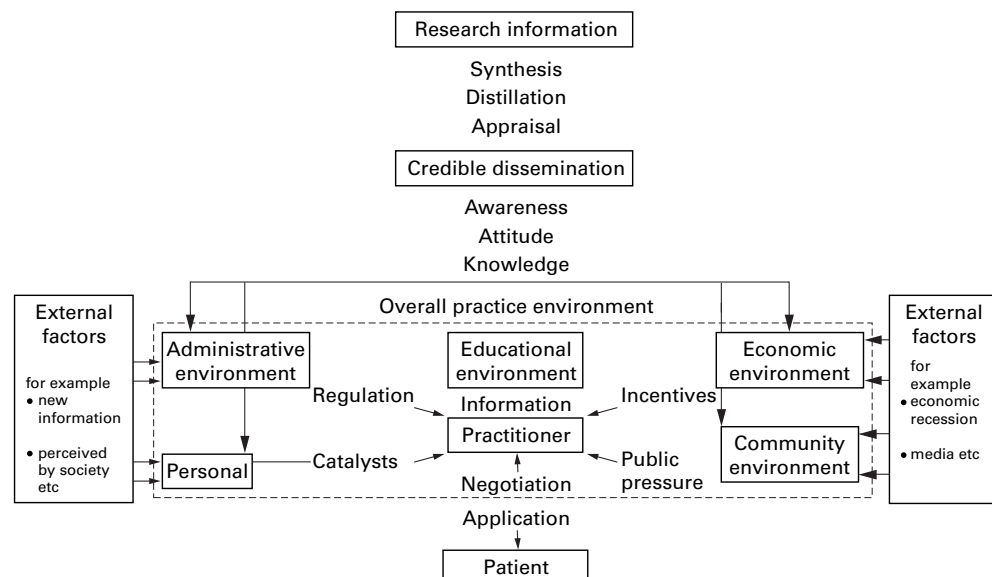 Research information
Synthesis
Distillation
Appraisal
Credible dissemination
Awareness
Attitude
Knowledge
Overall practice environment
External
factors
for example
• new
information
• perceived
by society
etc
Administrative
environment
Educational
environment
Economic
environment
Regulation
Information
Incentives
Practitioner
Personal
Catalysts
Negotiation
Public
pressure
Community
environment
External
factors
for
example
• economic
recession
• media etc
Application
Patient